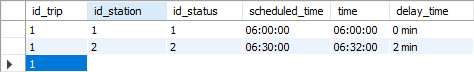 id_trip id_station id_status scheduled_time time delay_time
1 1 1 06:00:00 06:00:00 0 min
1 2 2 06:30:00 06:32:00 2 min
1